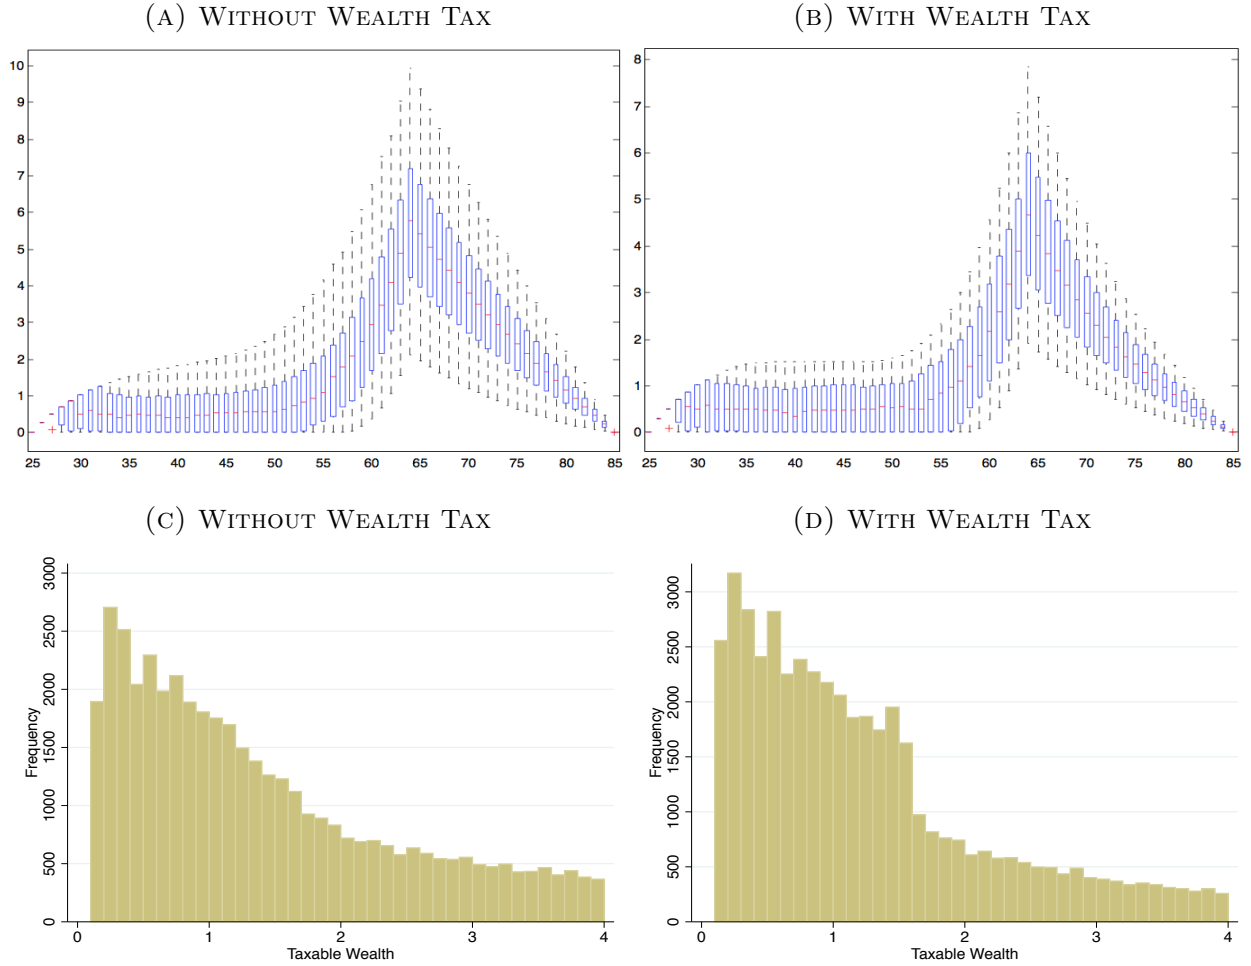 (A) Without Wealth Tax
(B) With Wealth Tax
10
9
8
7
6
5
4
3
2
1
0
25 30 35 40 45 50 55 60 65 70 75 80 85
8
7
6
5
4
3
2
1
0
25 30 35 40 45 50 55 60 65 70 75 80 85
(C) Without Wealth Tax
(D) With Wealth Tax
Frequency
3000
2500
2000
1500
1000
500
0
0 1 2 3 4
Taxable Wealth
Frequency
3000
2500
2000
1500
1000
500
0
0 1 2 3 4
Taxable Wealth